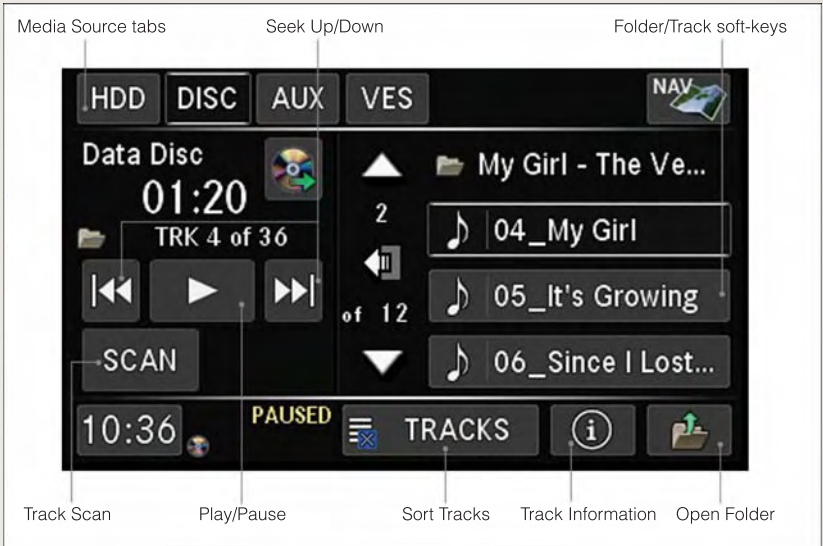 Media Source tabs
Seek Up/Down
Folder/Track soft-keys
HDD DISC AUX VES NAV
Data Disc
01:20
TRK 4 of 36
SCAN
2
of 12
My Girl - The Ve...
04_My Girl
05_It's Growing
06_Since I Lost...
10:36
PAUSED
TRACKS
i
Track Scan
Play/Pause
Sort Tracks
Track Information
Open Folder